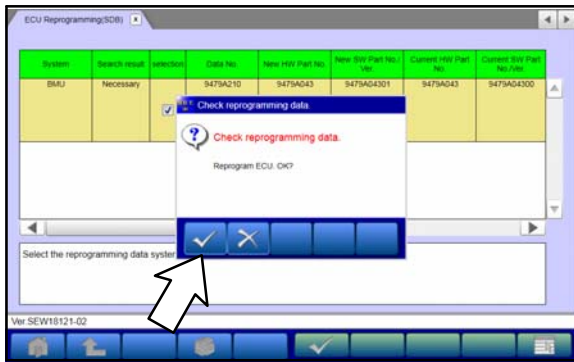 ECU Reprogramming(SDB)
System Search result selection Data No. New HW Part No. New SW Part No./Ver. Current HW Part No. Current SW Part No./Ver.
BMU Necessary 9479A210 9479A043 9479A04301 9479A043 9479A04300
Check reprogramming data.
Check reprogramming data.
Reprogram ECU. OK?
Select the reprogramming data system
Ver.SEW18121-02